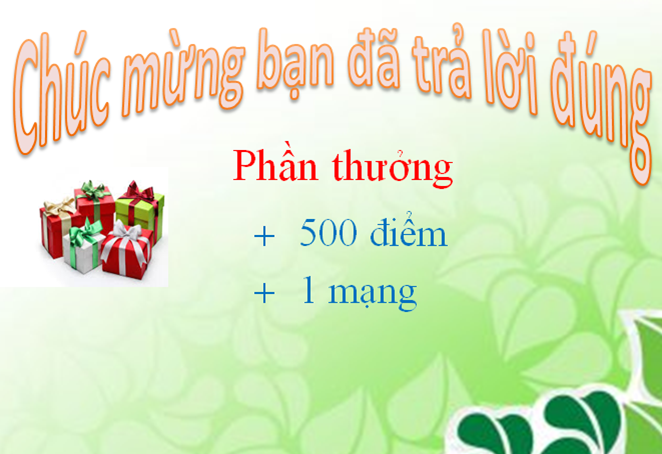 Chúc mừng bạn đã trả lời đúng
Phần thưởng
+ 500 điểm
+ 1 mạng